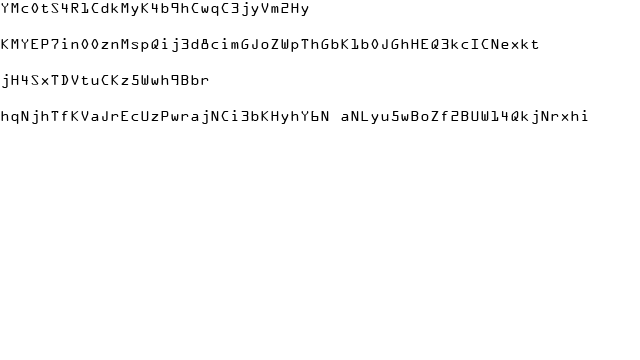 YMc0tS4R1CdkMyK4b9hCwqC3jyVm2Hy
KMYEP7in00znMspQij3d8cimGJoZWpThGbK1b0JGhHEQ3kcICNexkt
jH4SxTDVtuCKz5Wwh9Bbr
hqNjhTfKVaJrEcUzPwrajNCi3bKHyhY6N aNLyu5wBoZf2BUW14QkjNrxhi